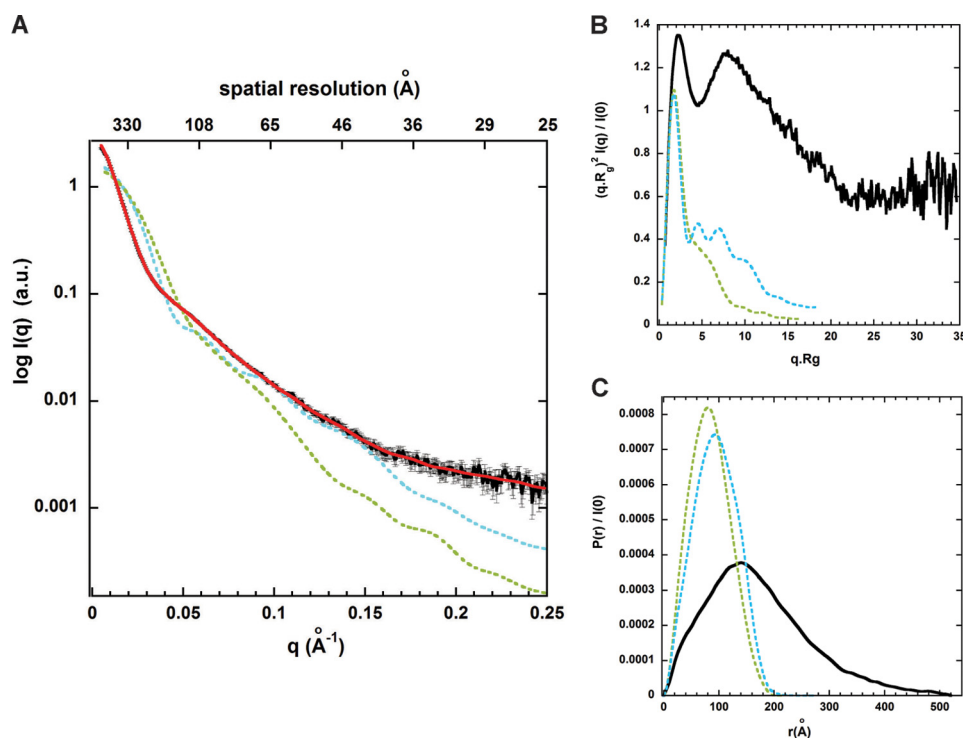 A
spatial resolution (Å)
330 108 65 46 36 29 25
1
0.1
0.01
0.001
log I(q) (a.u.)
0 0.05 0.1 0.15 0.2 0.25
q (Å⁻¹)
B
1.4
1.2
1
0.8
0.6
0.4
0.2
0
(q.Rg)² I(q) / I(0)
0 5 10 15 20 25 30 35
q.Rg
C
0.0008
0.0007
0.0006
0.0005
0.0004
0.0003
0.0002
0.0001
0
P(r) / I(0)
0 100 200 300 400 500
r(Å)